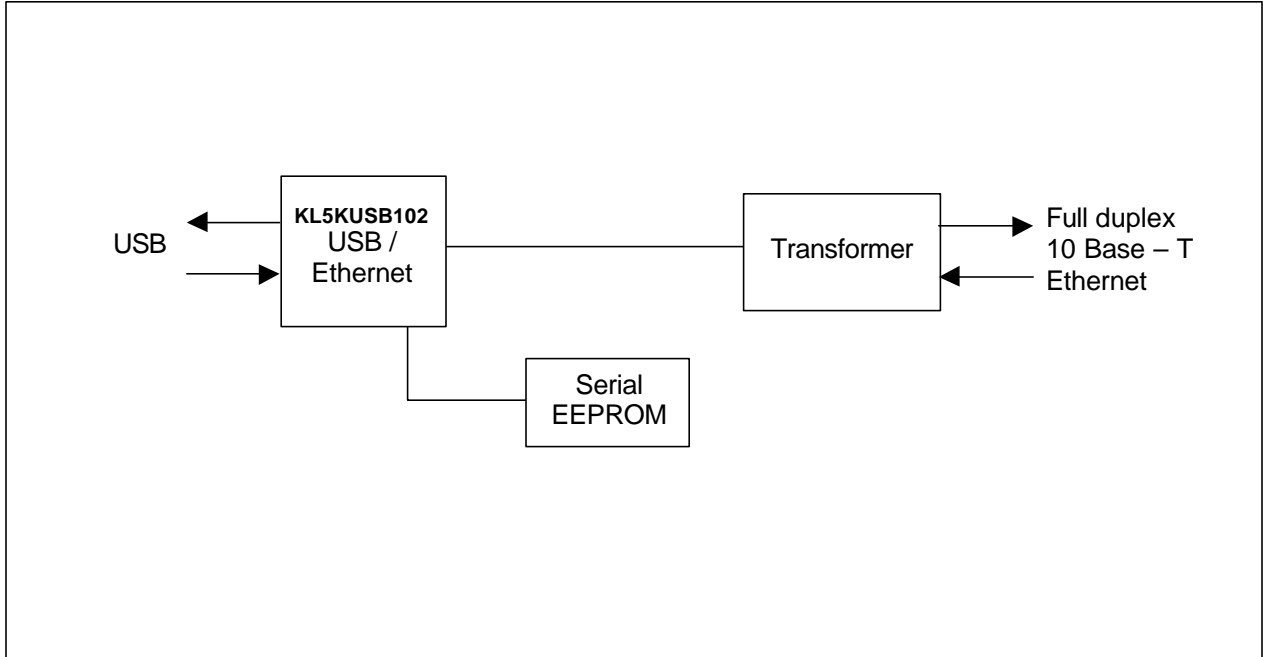 USB
KL5KUSB102
USB /
Ethernet
Transformer
Full duplex
10 Base – T
Ethernet
Serial
EEPROM